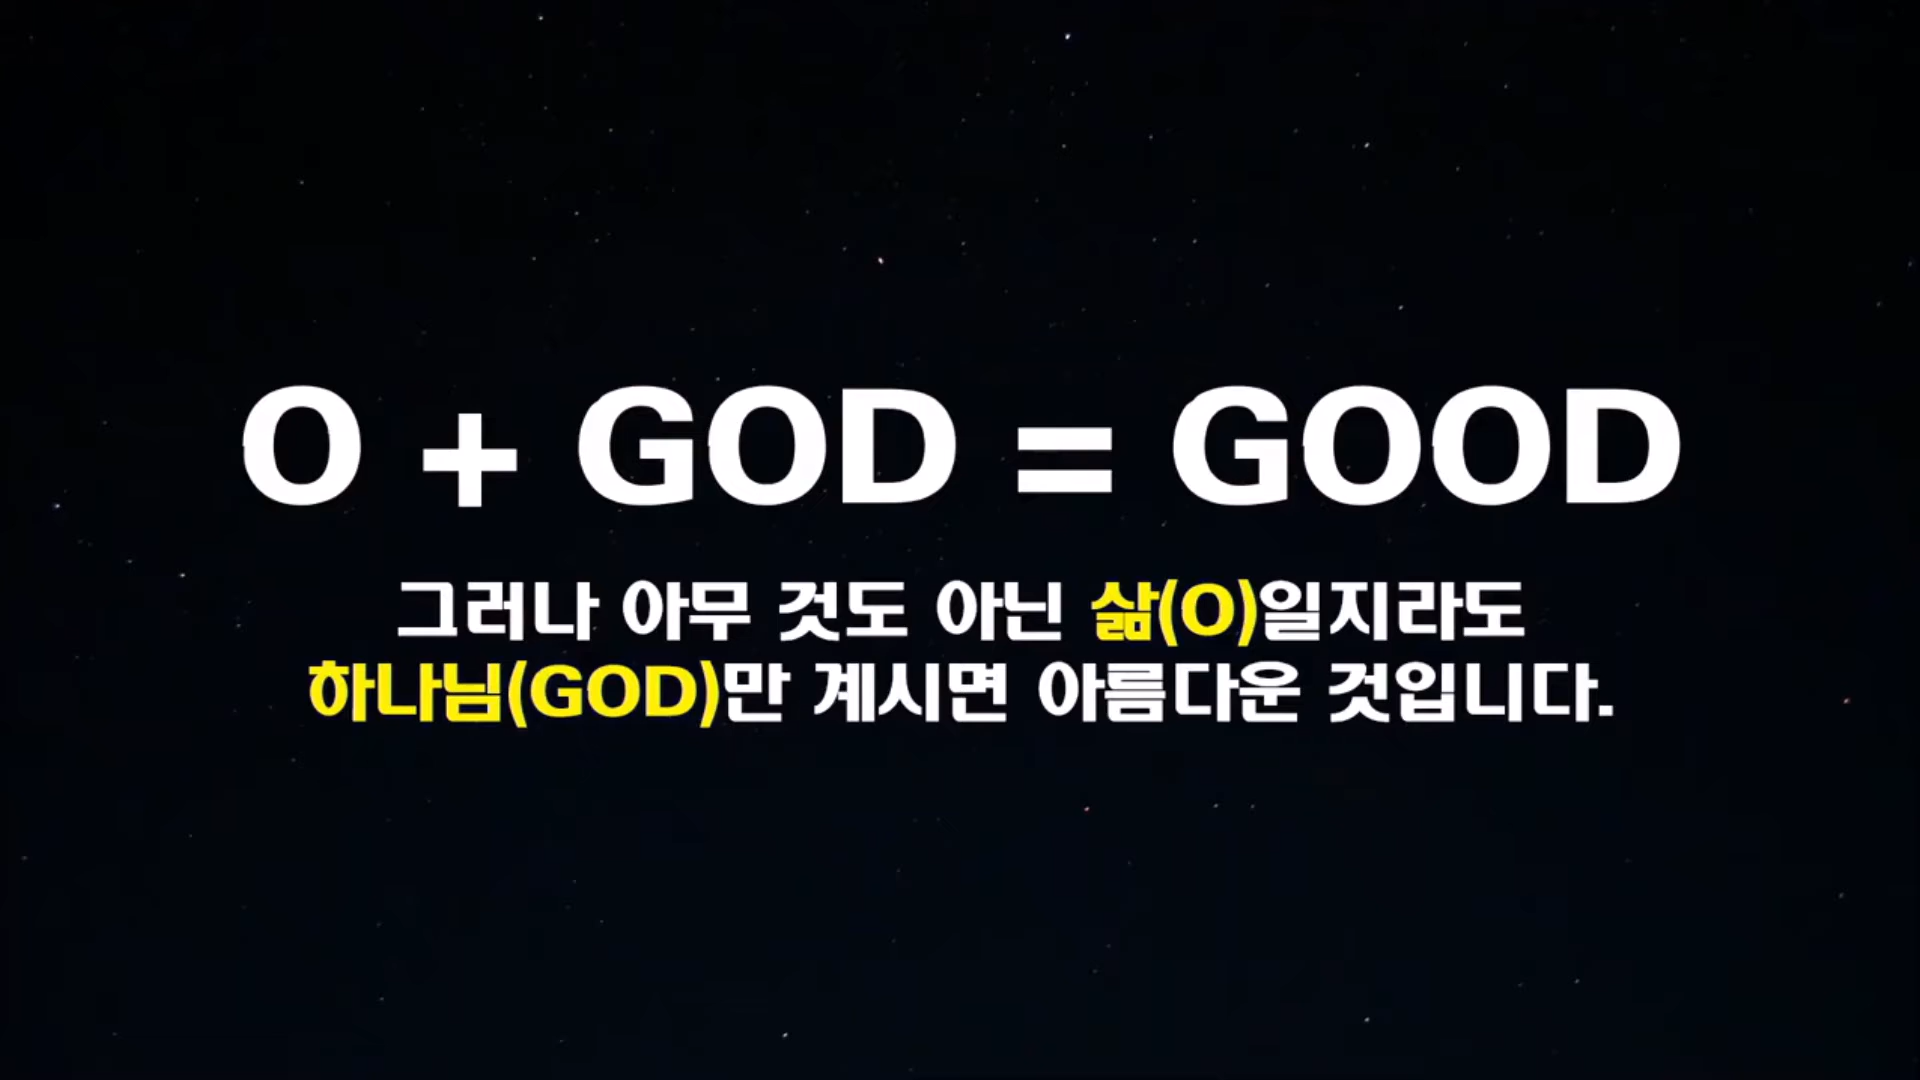 O + GOD = GOOD
그러나 아무 것도 아닌 삶(O)일지라도
하나님(GOD)만 계시면 아름다운 것입니다.